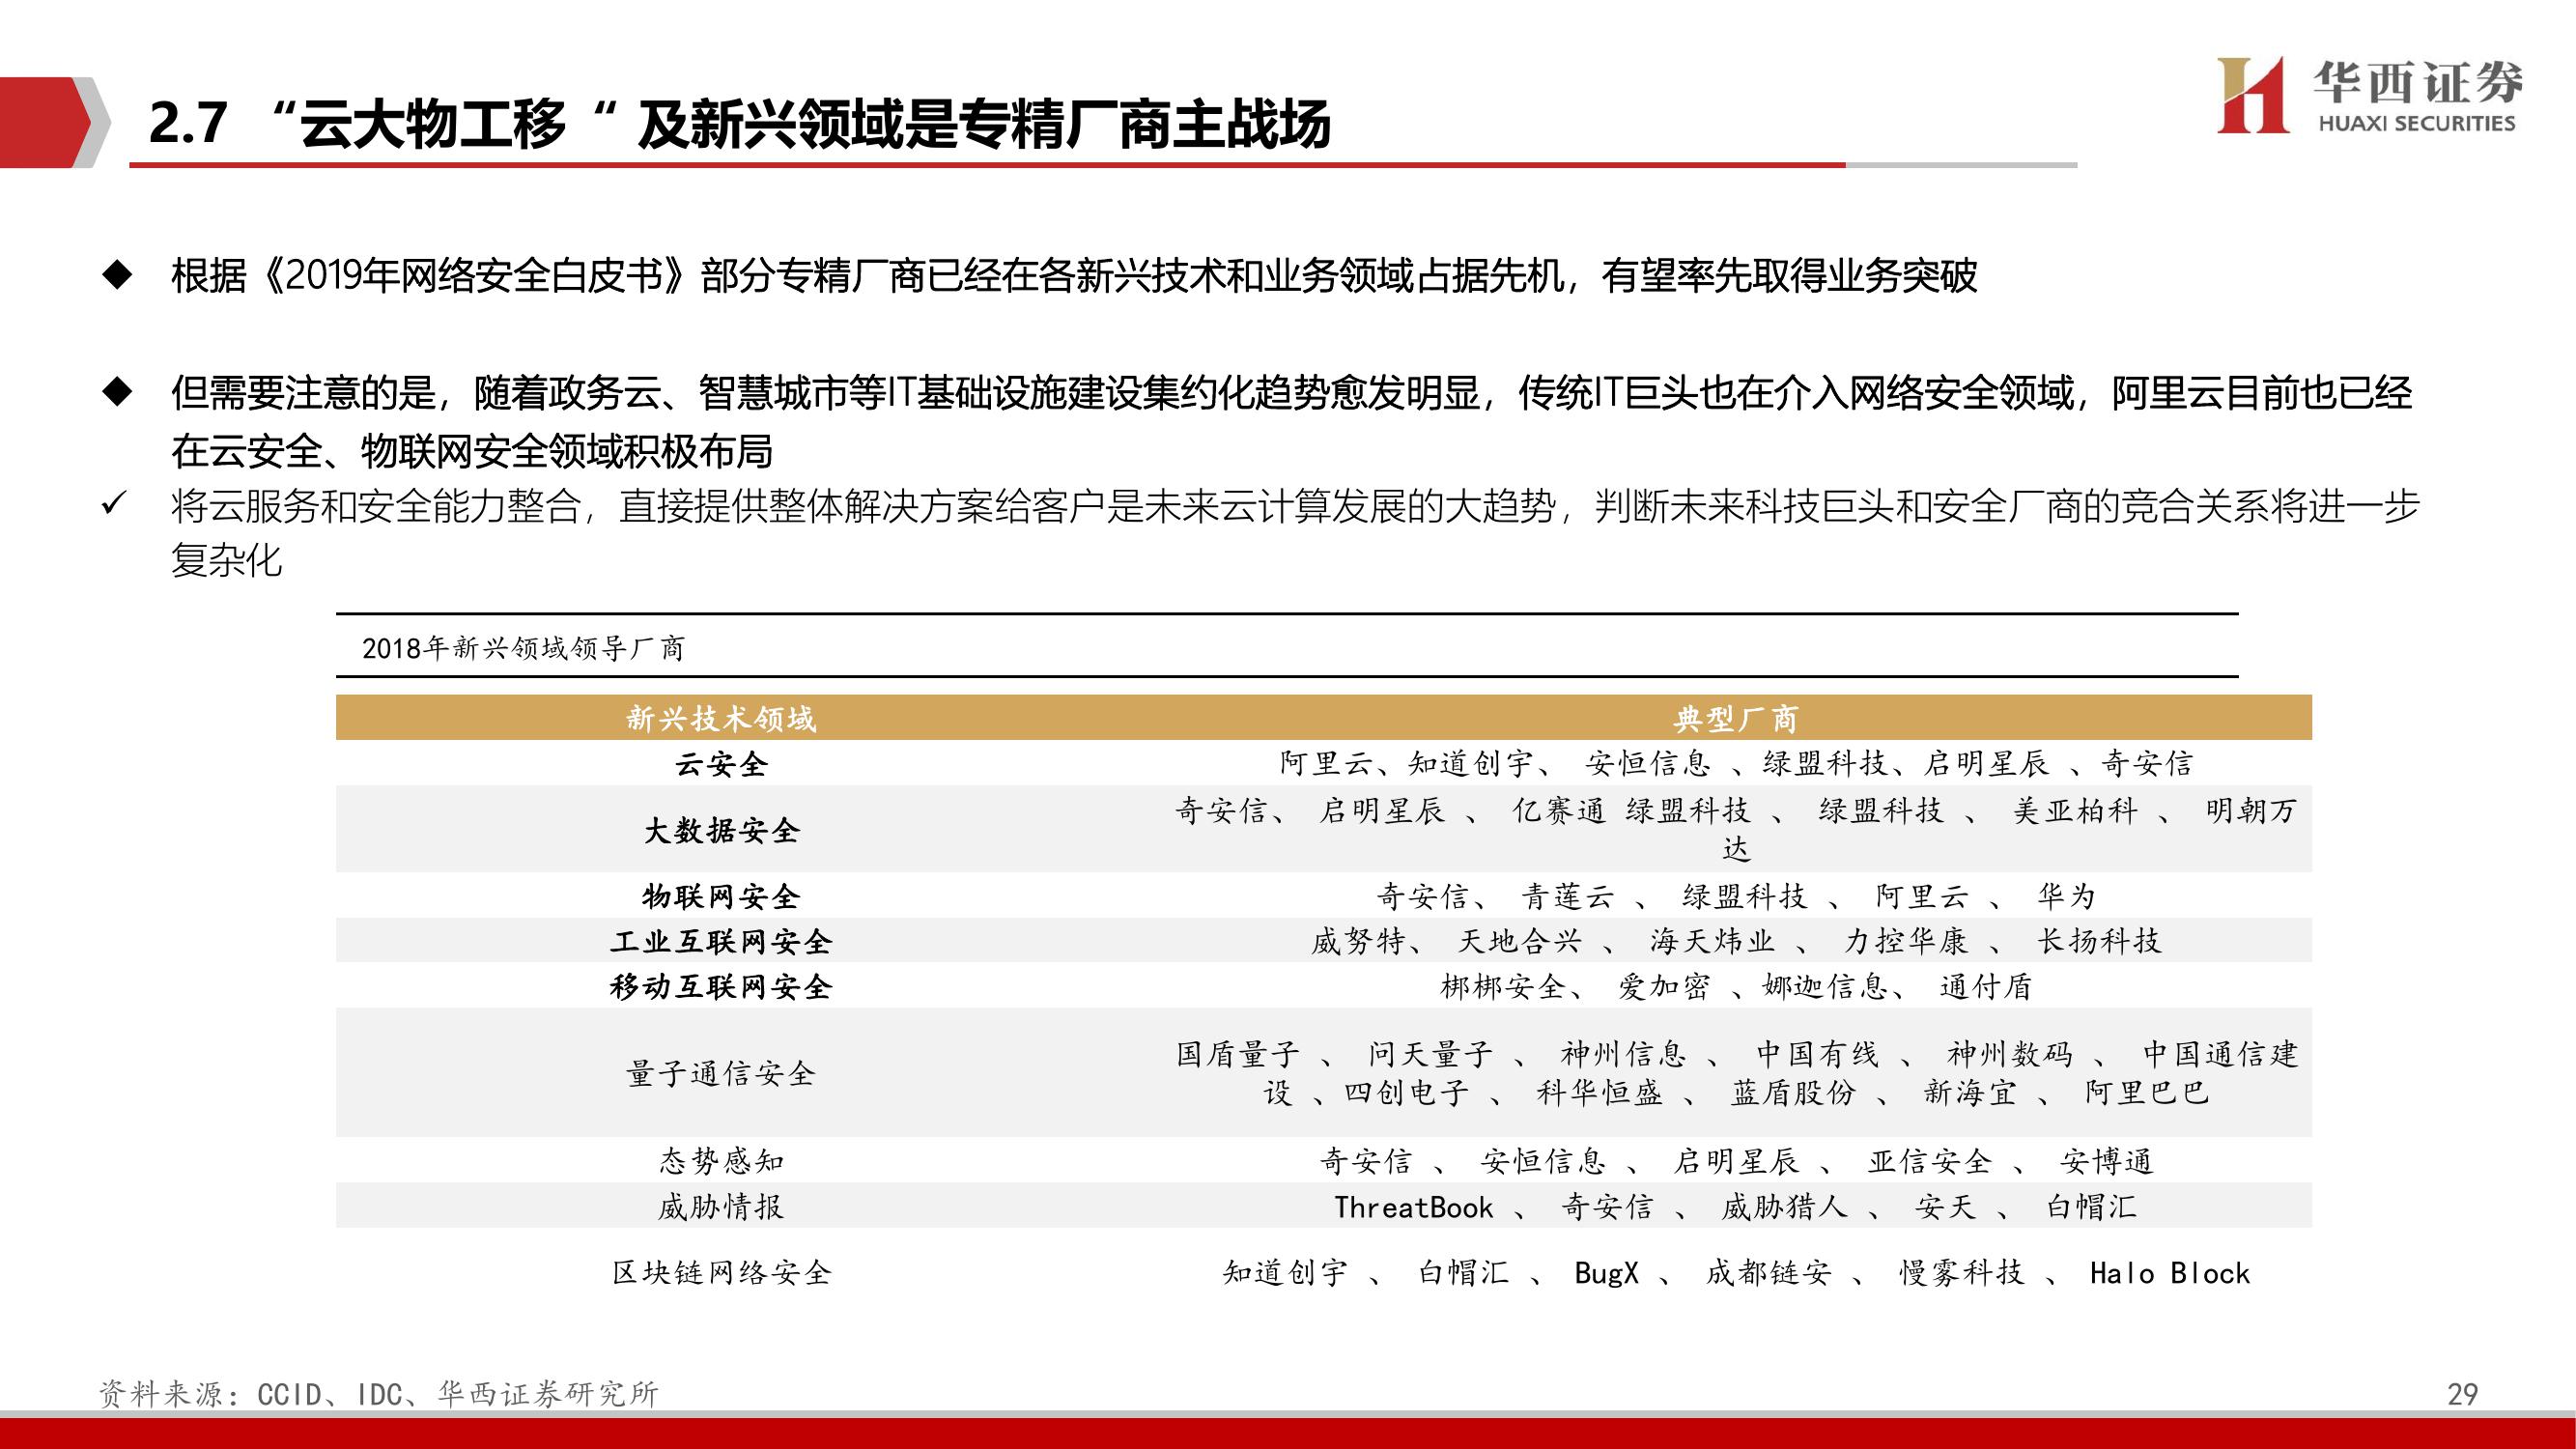 2.7 “云大物工移“ 及新兴领域是专精厂商主战场
华西证券
HUAXI SECURITIES
◆ 根据《2019年网络安全白皮书》部分专精厂商已经在各新兴技术和业务领域占据先机，有望率先取得业务突破
◆ 但需要注意的是，随着政务云、智慧城市等IT基础设施建设集约化趋势愈发明显，传统IT巨头也在介入网络安全领域，阿里云目前也已经
在云安全、物联网安全领域积极布局
✓ 将云服务和安全能力整合，直接提供整体解决方案给客户是未来云计算发展的大趋势，判断未来科技巨头和安全厂商的竞合关系将进一步
复杂化
2018年新兴领域领导厂商
新兴技术领域 典型厂商
云安全 阿里云、知道创宇、 安恒信息 、绿盟科技、启明星辰 、奇安信
大数据安全 奇安信、 启明星辰 、 亿赛通 绿盟科技 、 绿盟科技 、 美亚柏科 、 明朝万
达
物联网安全 奇安信、 青莲云 、 绿盟科技 、 阿里云 、 华为
工业互联网安全 威努特、 天地合兴 、 海天炜业 、 力控华康 、 长扬科技
移动互联网安全 梆梆安全、 爱加密 、娜迦信息、 通付盾
量子通信安全 国盾量子 、 问天量子 、 神州信息 、 中国有线 、 神州数码 、 中国通信建
设 、四创电子 、 科华恒盛 、 蓝盾股份 、 新海宜 、 阿里巴巴
态势感知 奇安信 、 安恒信息 、 启明星辰 、 亚信安全 、 安博通
威胁情报 ThreatBook 、 奇安信 、 威胁猎人 、 安天 、 白帽汇
区块链网络安全 知道创宇 、 白帽汇 、 BugX 、 成都链安 、 慢雾科技 、 Halo Block
资料来源：CCID、IDC、华西证券研究所
29